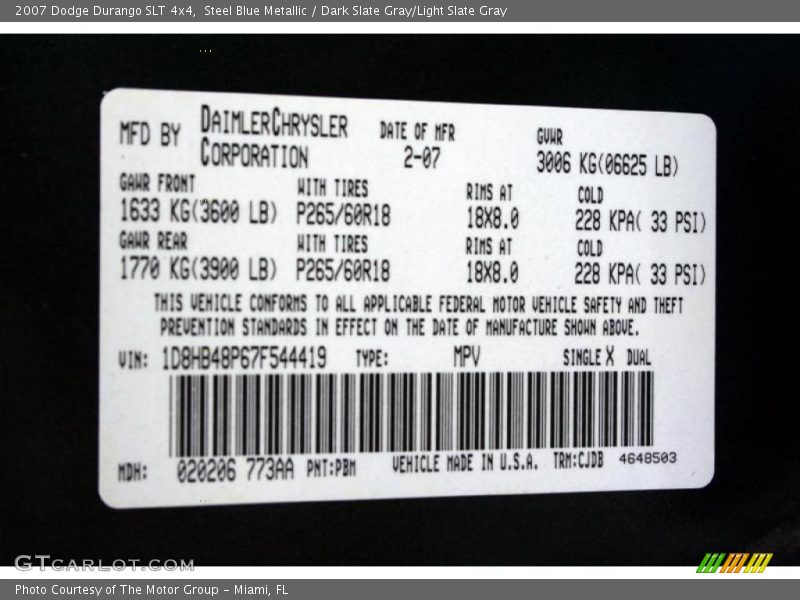 2007 Dodge Durango SLT 4x4,  Steel Blue Metallic / Dark Slate Gray/Light Slate Gray
MFD BY DAIMLERCHRYSLER CORPORATION DATE OF MFR 2-07 GVWR 3006 KG(06625 LB)
GAWR FRONT WITH TIRES RIMS AT COLD
1633 KG(3600 LB) P265/60R18 18X8.0 228 KPA( 33 PSI)
GAWR REAR WITH TIRES RIMS AT COLD
1770 KG(3900 LB) P265/60R18 18X8.0 228 KPA( 33 PSI)
THIS VEHICLE CONFORMS TO ALL APPLICABLE FEDERAL MOTOR VEHICLE SAFETY AND THEFT
PREVENTION STANDARDS IN EFFECT ON THE DATE OF MANUFACTURE SHOWN ABOVE.
VIN: 1D8HB48P67F544419 TYPE: MPV SINGLE X DUAL
MDH: 020206 773AA PNT:PBM VEHICLE MADE IN U.S.A. TRM:CJDB 4648503
GTCARLOT.COM
Photo Courtesy of The Motor Group - Miami, FL